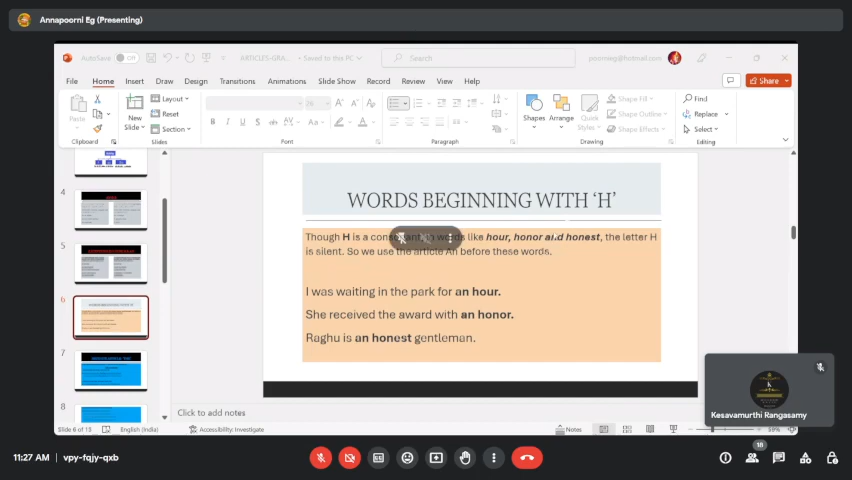 Annapoorni Eg (Presenting)
AutoSave Off ARTICLES-GRA... • Saved to this PC Search poornieg@hotmail.com
File Home Insert Draw Design Transitions Animations Slide Show Record Review View Help Share
Paste New Slide Layout Reset Section Shapes Arrange Quick Styles Shape Fill Shape Outline Shape Effects Find Replace Select
Clipboard Slides Font Paragraph Drawing Editing
4
5
6
7
8
WORDS BEGINNING WITH ‘H’
Though H is a consonant, in words like hour, honor and honest, the letter H
is silent. So we use the article An before these words.
I was waiting in the park for an hour.
She received the award with an honor.
Raghu is an honest gentleman.
K
Kesavamurthi Rangasamy
Click to add notes
Slide 6 of 15 English (India) Accessibility: Investigate Notes 59%
11:27 AM | vpy-fqjy-qxb
18